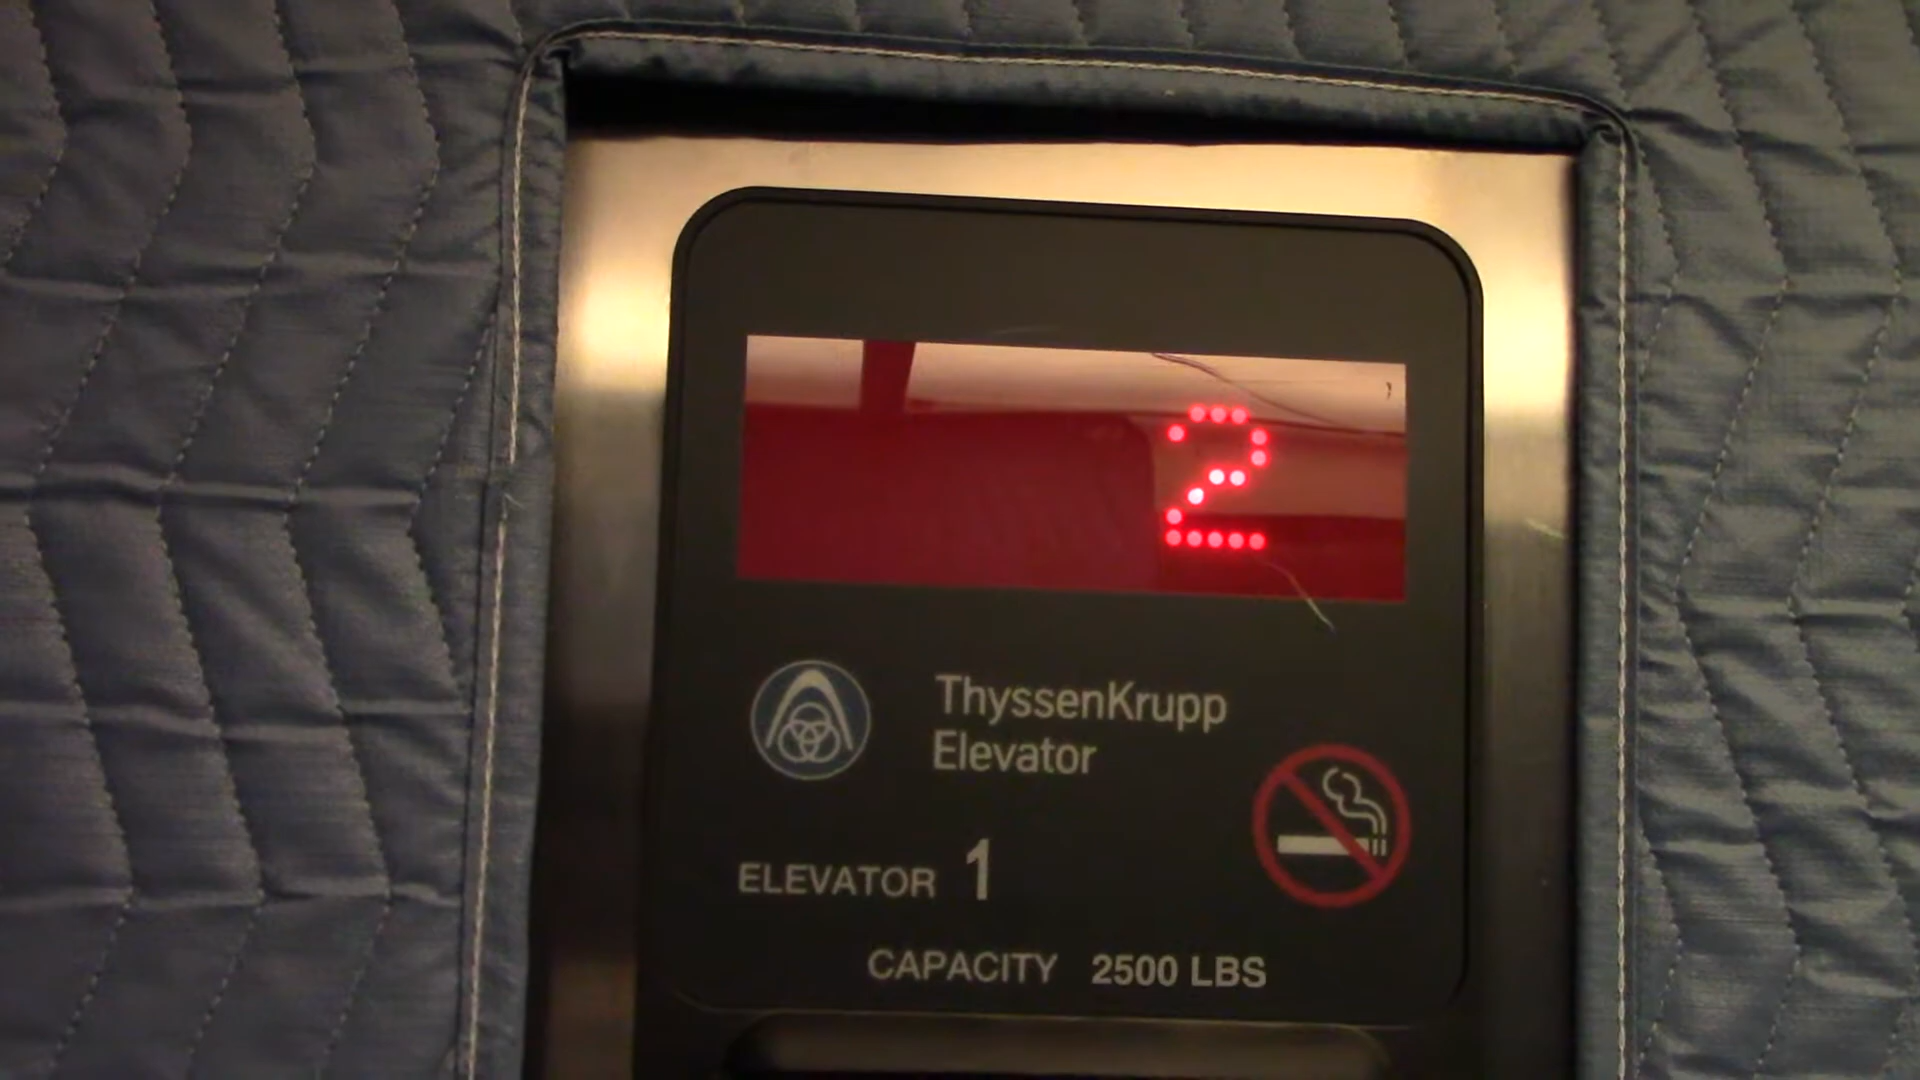 2
ThyssenKrupp
Elevator
ELEVATOR 1
CAPACITY 2500 LBS